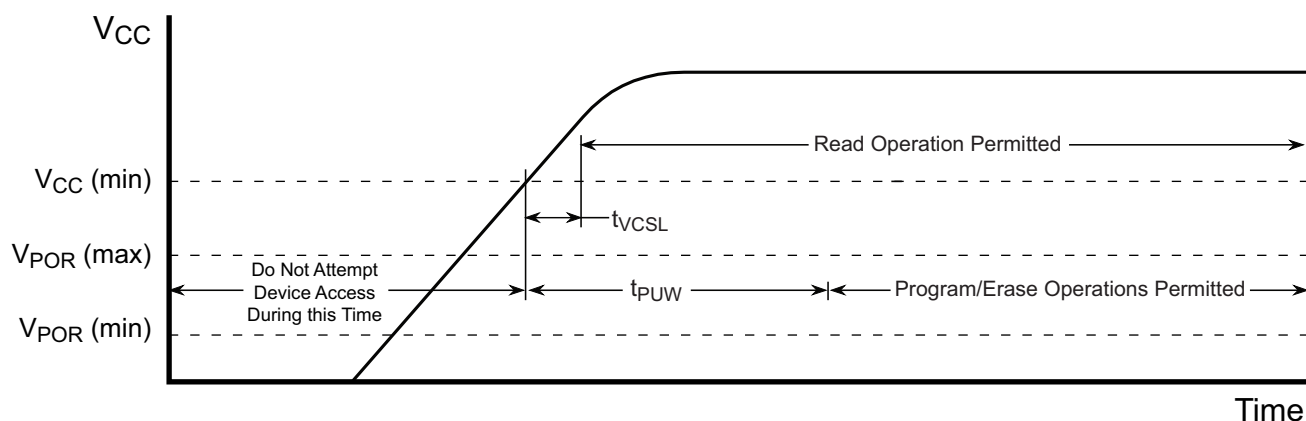 VCC
Read Operation Permitted
VCC (min)
tVCSL
VPOR (max)
Do Not Attempt
Device Access
During this Time
tPUW
Program/Erase Operations Permitted
VPOR (min)
Time